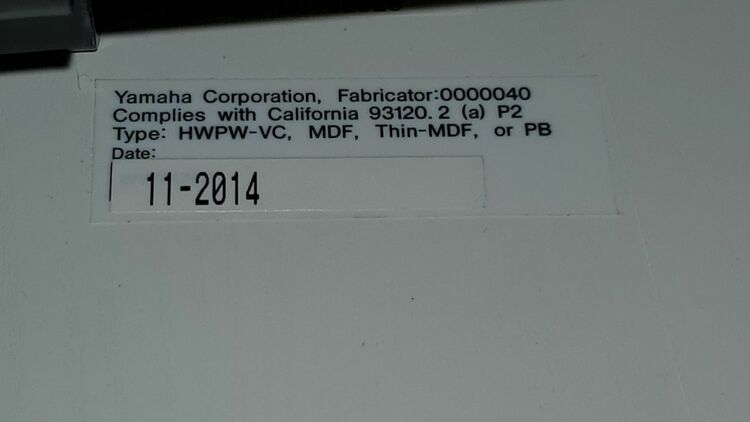 Yamaha Corporation, Fabricator:0000040
Complies with California 93120.2 (a) P2
Type: HWPW-VC, MDF, Thin-MDF, or PB
Date:
11-2014